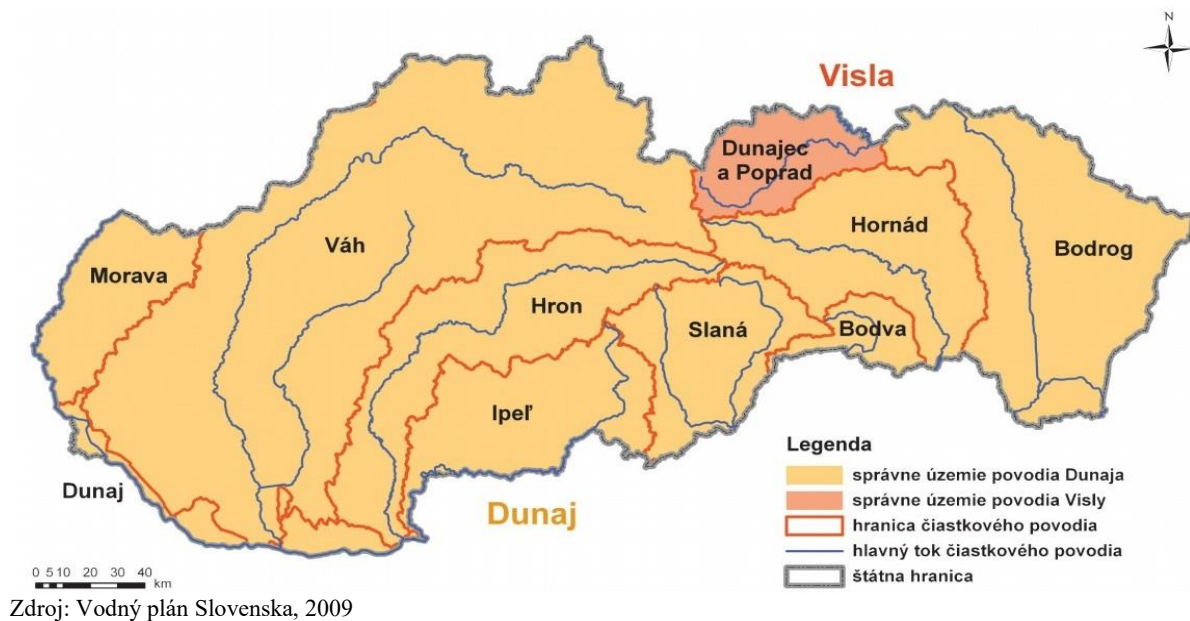 N
Visla
Dunajec
a Poprad
Hornád
Váh
Bodrog
Morava
Hron
Slaná
Bodva
Ipeľ
Dunaj
Dunaj
Legenda
správne územie povodia Dunaja
správne územie povodia Visly
hranica čiastkového povodia
hlavný tok čiastkového povodia
štátna hranica
0 5 10 20 30 40
km
Zdroj: Vodný plán Slovenska, 2009